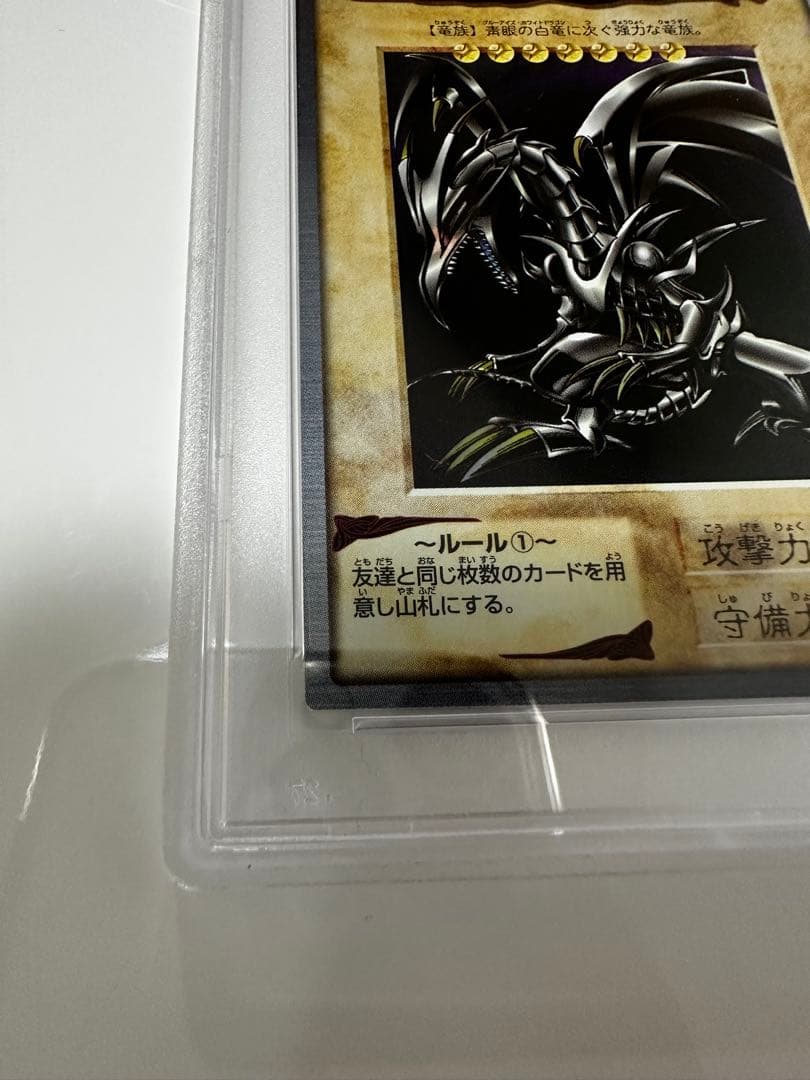 【竜族】青眼の白竜に次ぐ強力な竜族。
～ルール①～
友達と同じ枚数のカードを用
意し山札にする。
攻撃力
守備力